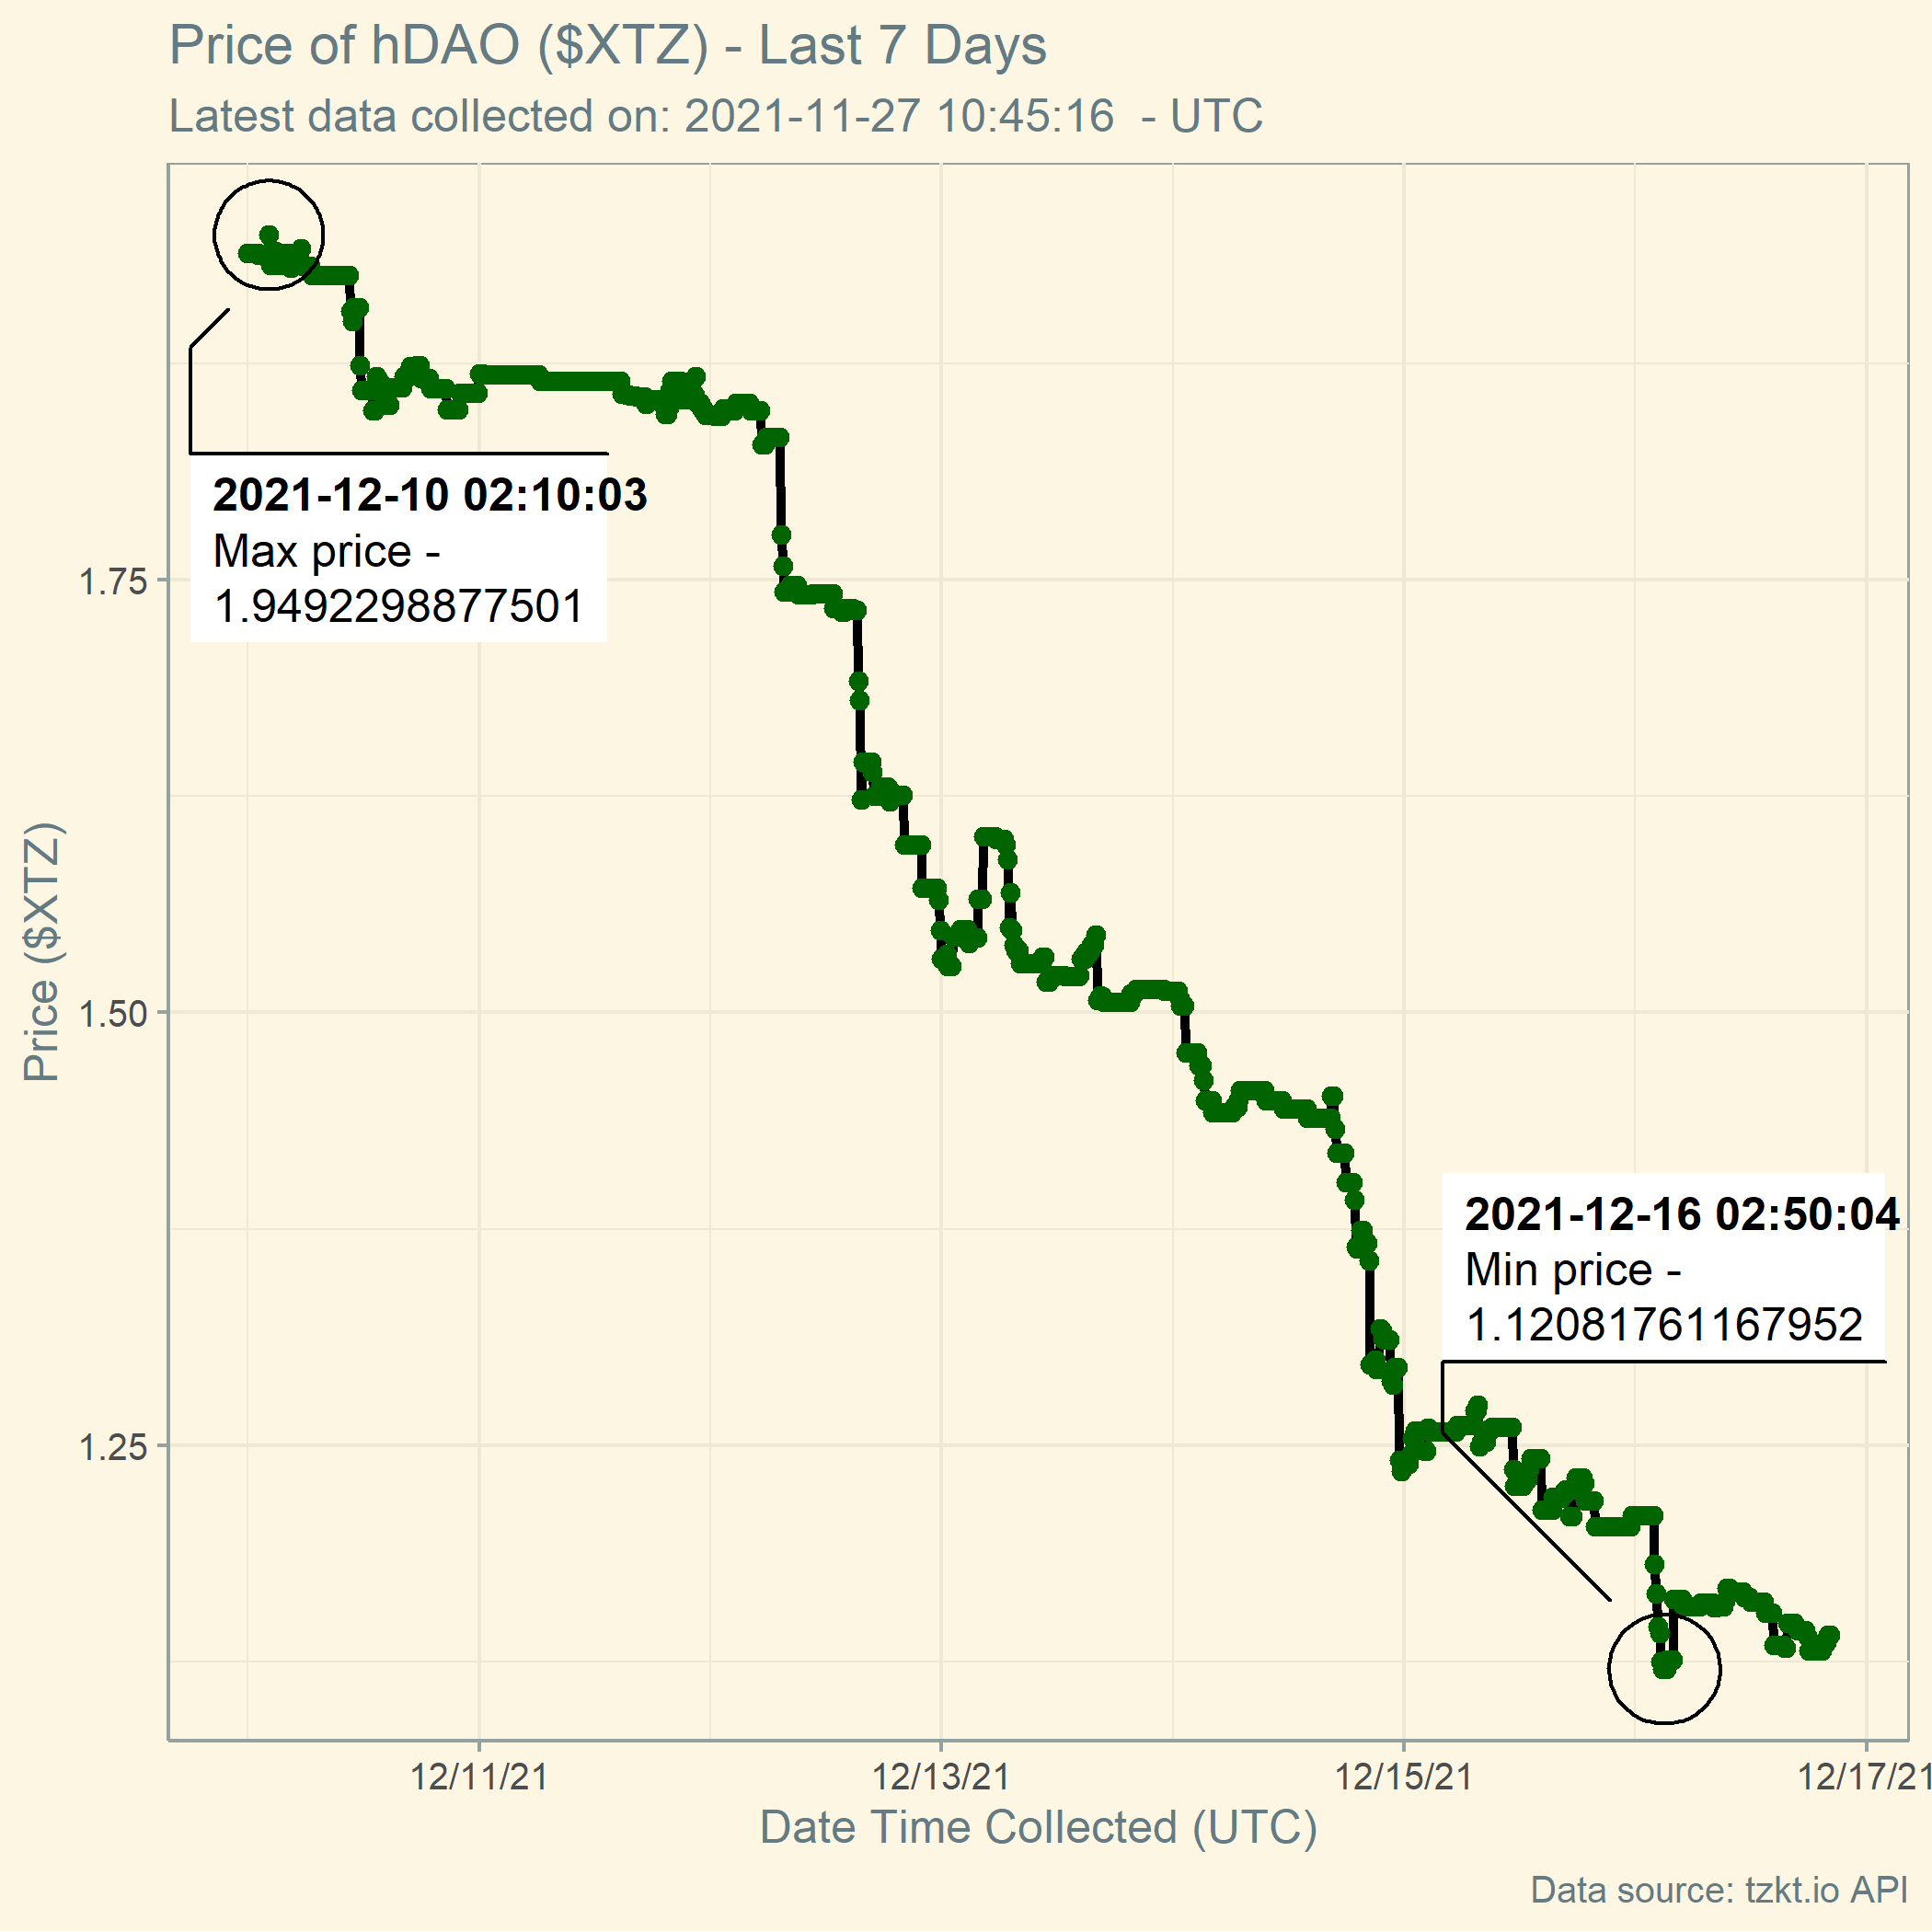 Price of hDAO ($XTZ) - Last 7 Days
Latest data collected on: 2021-11-27 10:45:16  - UTC
2021-12-10 02:10:03
Max price -
1.9492298877501
1.75
Price ($XTZ)
1.50
2021-12-16 02:50:04
Min price -
1.12081761167952
1.25
12/11/21
12/13/21
12/15/21
12/17/21
Date Time Collected (UTC)
Data source: tzkt.io API